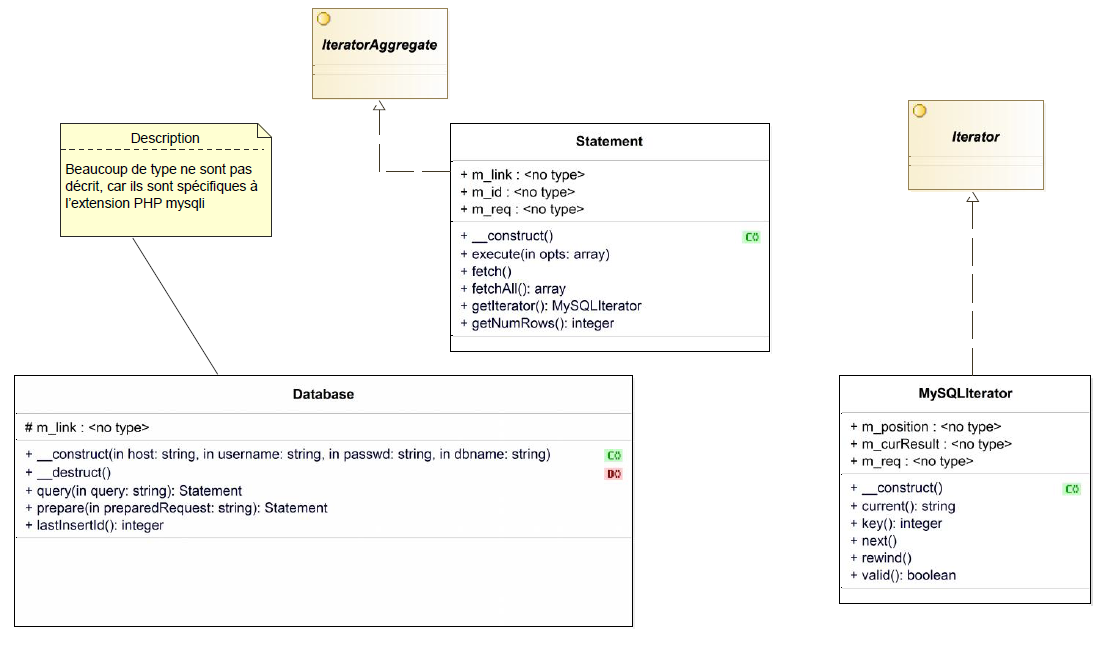 IteratorAggregate
Description
Beaucoup de type ne sont pas
décrit, car ils sont spécifiques à
l'extension PHP mysqli
Statement
+ m_link : <no type>
+ m_id : <no type>
+ m_req : <no type>
+ __construct() C()
+ execute(in opts: array)
+ fetch()
+ fetchAll(): array
+ getIterator(): MySQLIterator
+ getNumRows(): integer
Iterator
Database
# m_link : <no type>
+ __construct(in host: string, in username: string, in passwd: string, in dbname: string) C()
+ __destruct() D()
+ query(in query: string): Statement
+ prepare(in preparedRequest: string): Statement
+ lastInsertId(): integer
MySQLIterator
+ m_position : <no type>
+ m_curResult : <no type>
+ m_req : <no type>
+ __construct() C()
+ current(): string
+ key(): integer
+ next()
+ rewind()
+ valid(): boolean